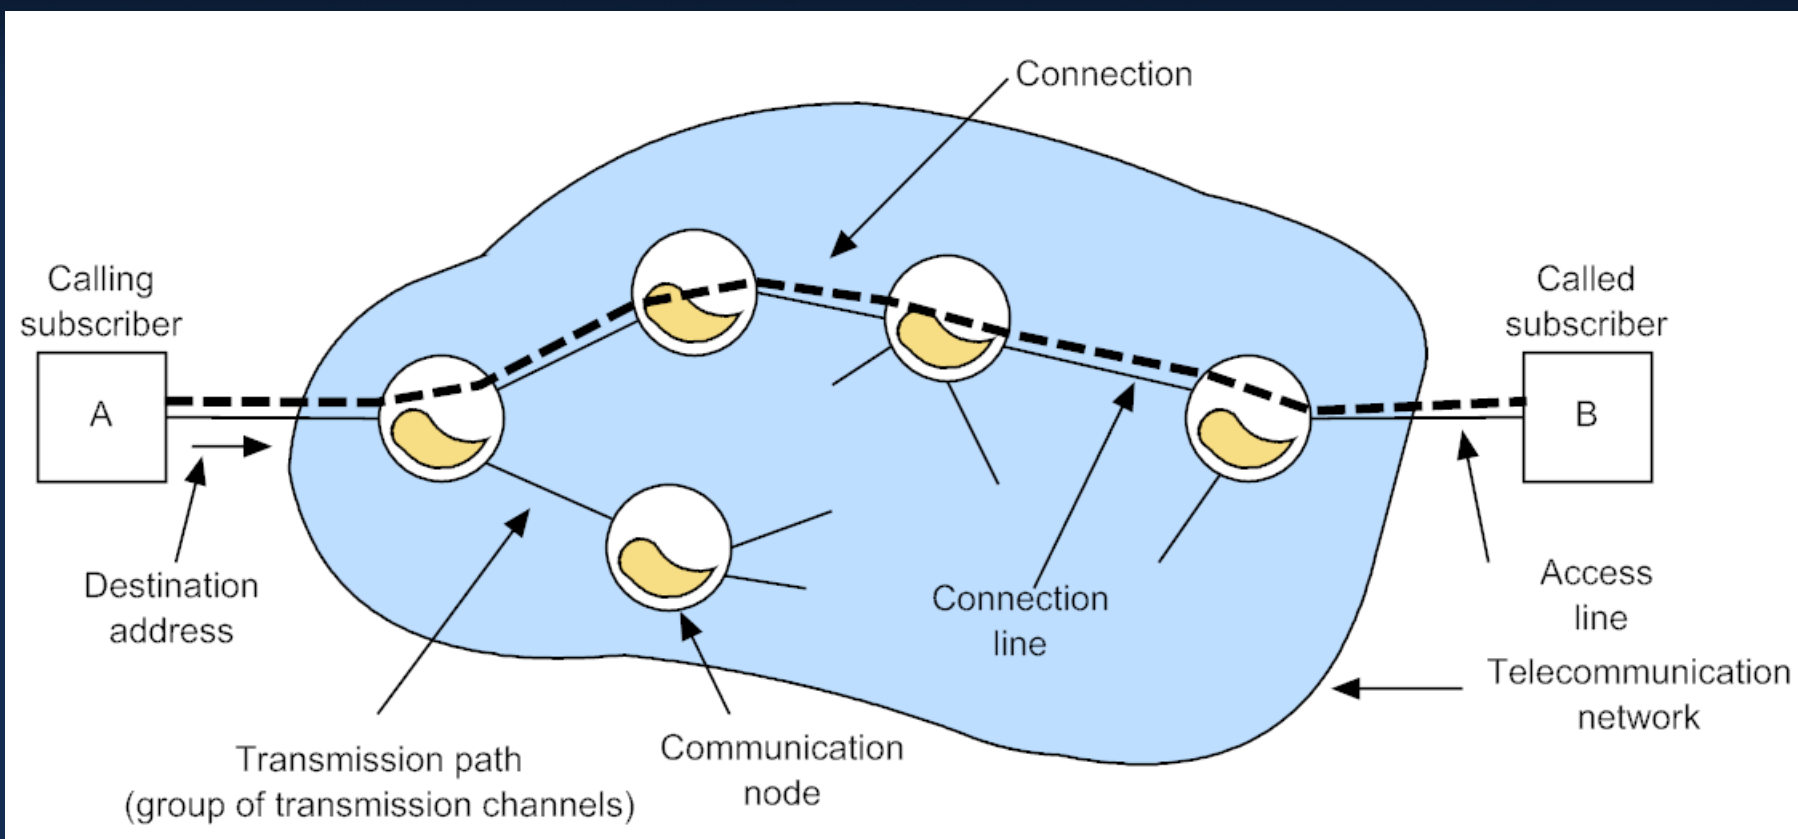 Connection
Calling
subscriber
A
Called
subscriber
B
Destination
address
Connection
line
Access
line
Telecommunication
network
Transmission path
(group of transmission channels)
Communication
node